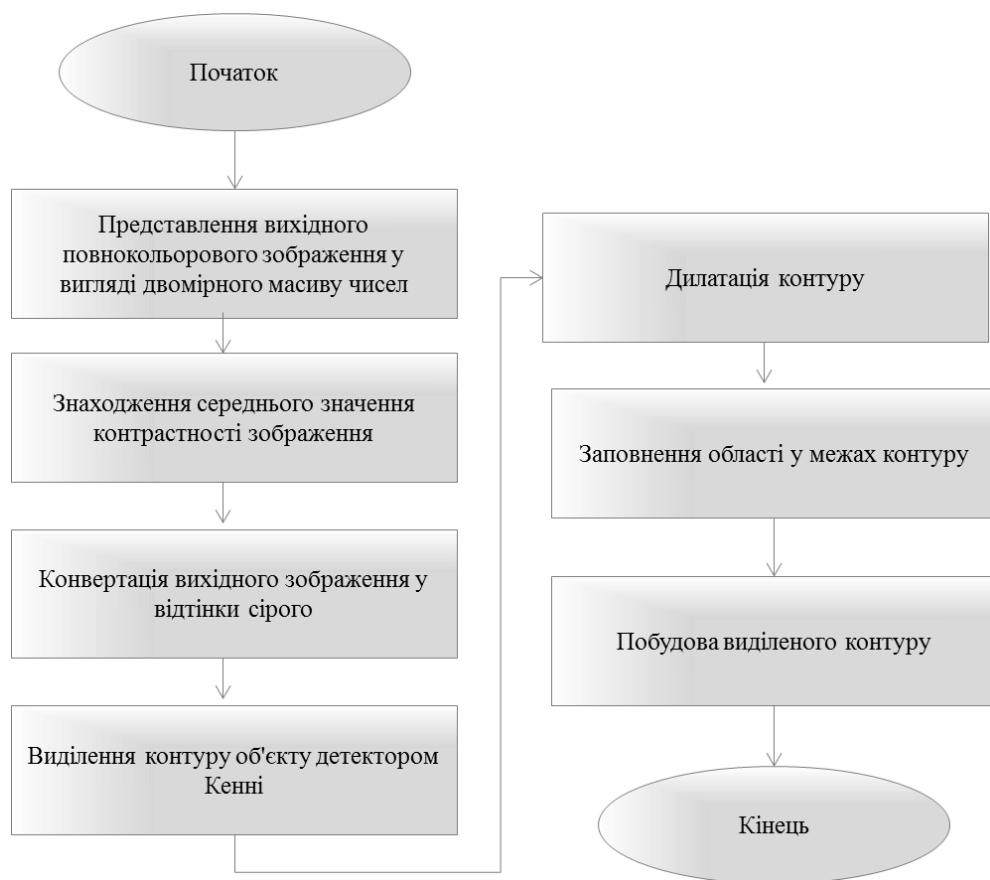 Початок
Представлення вихідного
повнокольорового зображення у
вигляді двомірного масиву чисел
Знаходження середнього значення
контрастності зображення
Конвертація вихідного зображення у
відтінки сірого
Виділення контуру об'єкту детектором
Кенні
Дилатація контуру
Заповнення області у межах контуру
Побудова виділеного контуру
Кінець